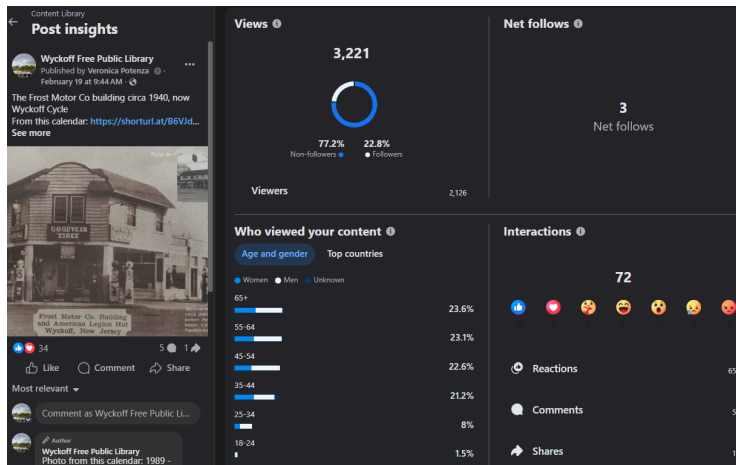 Content Library
Post insights
Wyckoff Free Public Library
Published by Veronica Potenza
February 19 at 9:44 AM ·
The Frost Motor Co building circa 1940, now
Wyckoff Cycle
From this calendar: https://shorturl.at/B6VJd...
See more
Now
GOODYEAR
TIRES
Frost Motor Co. Building
and American Legion Hut
Wyckoff, New Jersey
34
5
1
Like
Comment
Share
Most relevant
Comment as Wyckoff Free Public Li...
Author
Wyckoff Free Public Library
Photo from this calendar: 1989 -
Views
3,221
77.2%
Non-followers
22.8%
Followers
Viewers
2,126
Net follows
3
Net follows
Who viewed your content
Age and gender
Top countries
Women
Men
Unknown
65+
23.6%
55-64
23.1%
45-54
22.6%
35-44
21.2%
25-34
8%
18-24
1.5%
Interactions
72
Reactions
65
Comments
5
Shares
1